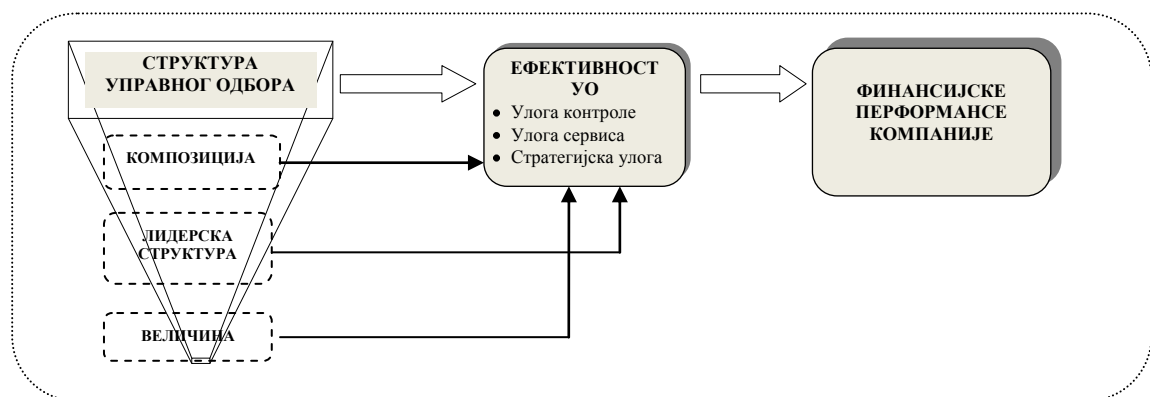 СТРУКТУРА
УПРАВНОГ ОДБОРА
КОМПОЗИЦИЈА
ЛИДЕРСКА
СТРУКТУРА
ВЕЛИЧИНА
ЕФЕКТИВНОСТ
УО
• Улога контроле
• Улога сервиса
• Стратегијска улога
ФИНАНСИЈСКЕ
ПЕРФОРМАНСЕ
КОМПАНИЈЕ